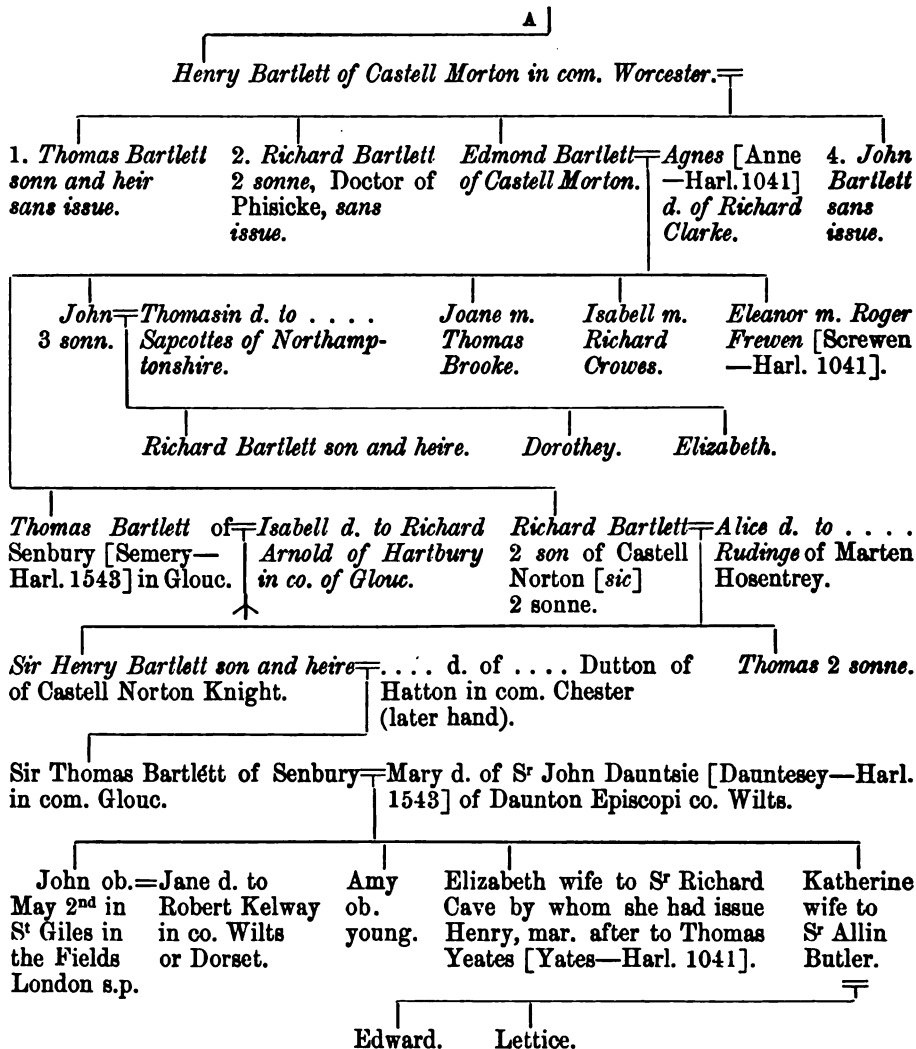 A
Henry Bartlett of Castell Morton in com. Worcester.
1. Thomas Bartlett
sonn and heir
sans issue.
2. Richard Bartlett
2 sonne, Doctor of
Phisicke, sans
issue.
Edmond Bartlett
of Castell Morton.
Agnes [Anne
—Harl. 1041]
d. of Richard
Clarke.
4. John
Bartlett
sans
issue.
John
3 sonn.
Thomasin d. to . . . .
Sapcottes of Northamp-
tonshire.
Joane m.
Thomas
Brooke.
Isabell m.
Richard
Crowes.
Eleanor m. Roger
Frewen [Screwen
—Harl. 1041].
Richard Bartlett son and heire.
Dorothey.
Elizabeth.
Thomas Bartlett of
Senbury [Semery—
Harl. 1543] in Glouc.
Isabell d. to Richard
Arnold of Hartbury
in co. of Glouc.
Richard Bartlett
2 son of Castell
Norton [sic]
2 sonne.
Alice d. to . . . .
Rudinge of Marten
Hosentrey.
Sir Henry Bartlett son and heire
of Castell Norton Knight.
. . . . d. of . . . . Dutton of
Hatton in com. Chester
(later hand).
Thomas 2 sonne.
Sir Thomas Bartlétt of Senbury
in com. Glouc.
Mary d. of Sʳ John Dauntsie [Dauntesey—Harl.
1543] of Daunton Episcopi co. Wilts.
John ob.
May 2ⁿᵈ in
Sᵗ Giles in
the Fields
London s.p.
Jane d. to
Robert Kelway
in co. Wilts
or Dorset.
Amy
ob.
young.
Elizabeth wife to Sʳ Richard
Cave by whom she had issue
Henry, mar. after to Thomas
Yeates [Yates—Harl. 1041].
Katherine
wife to
Sʳ Allin
Butler.
Edward.
Lettice.